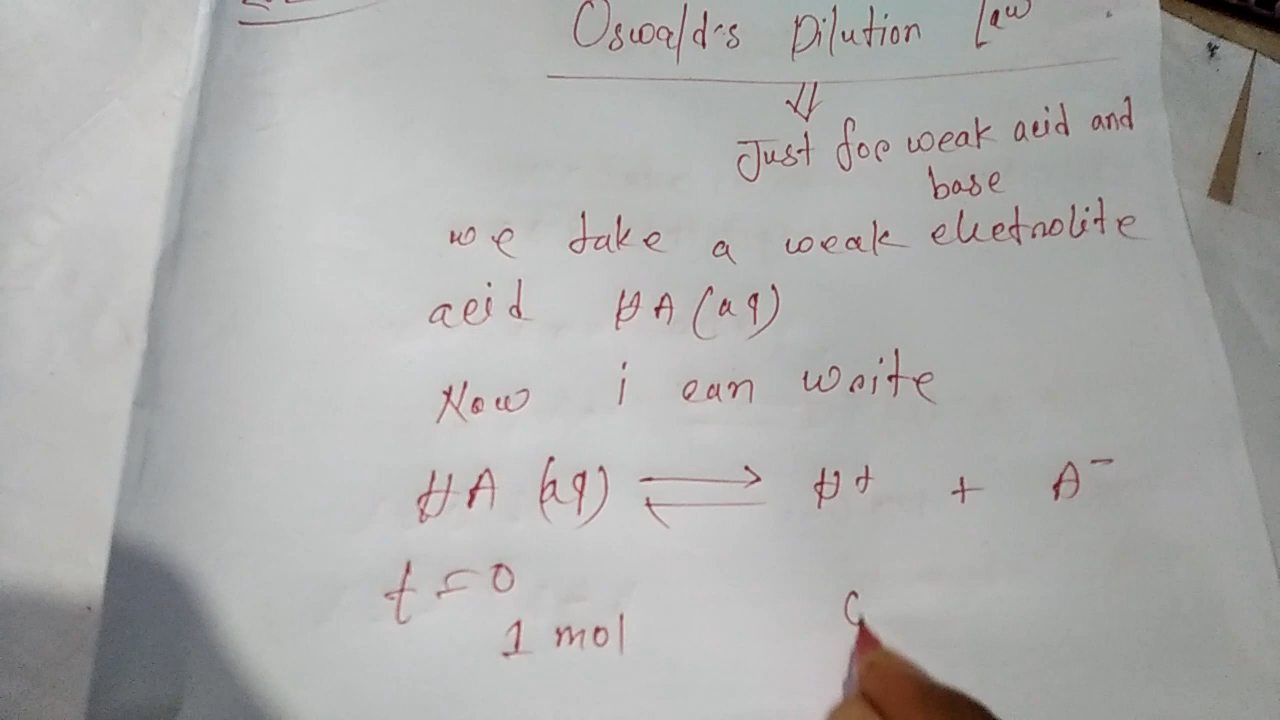 Oswald's Dilution Law
⇓
Just for weak acid and
base
we take a weak eletrolite
acid HA (aq)
Now i can write
HA (aq) ⇌ H+ + A⁻
t = 0
1 mol